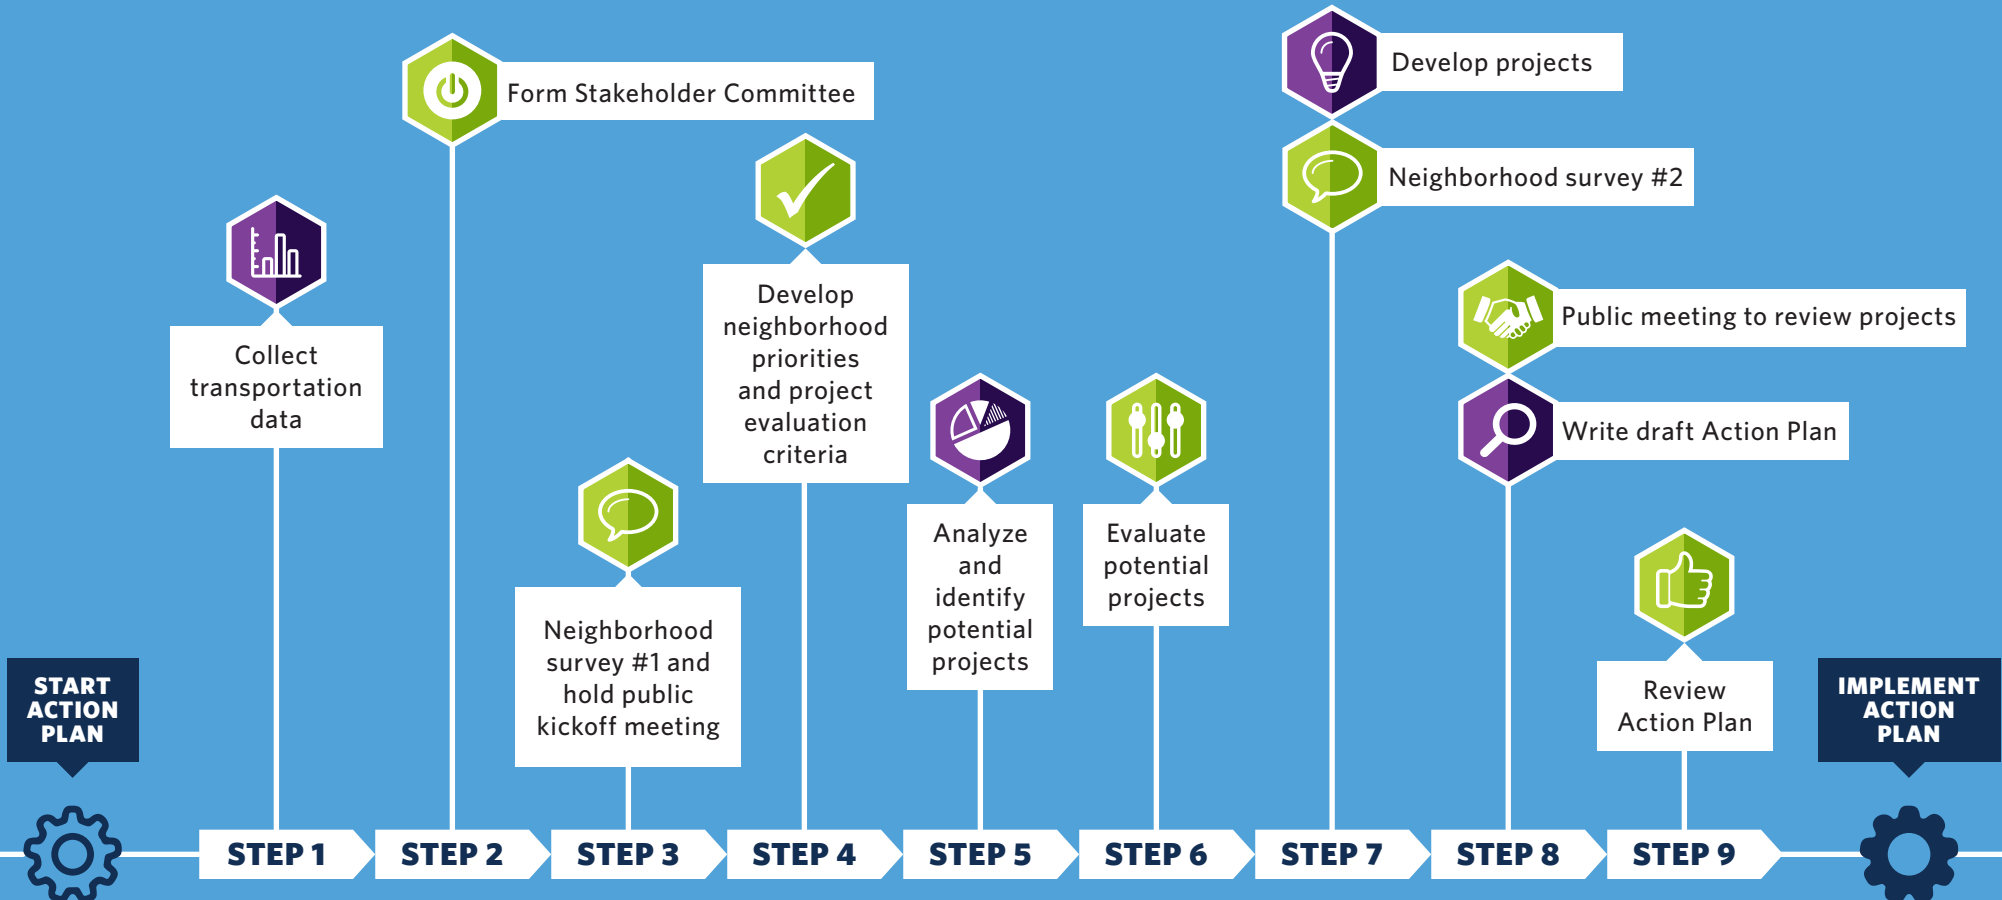 Form Stakeholder Committee
Develop projects
Neighborhood survey #2
Collect
transportation
data
Develop
neighborhood
priorities
and project
evaluation
criteria
Public meeting to review projects
Write draft Action Plan
Neighborhood
survey #1 and
hold public
kickoff meeting
Analyze
and
identify
potential
projects
Evaluate
potential
projects
Review
Action Plan
START
ACTION
PLAN
IMPLEMENT
ACTION
PLAN
STEP 1
STEP 2
STEP 3
STEP 4
STEP 5
STEP 6
STEP 7
STEP 8
STEP 9